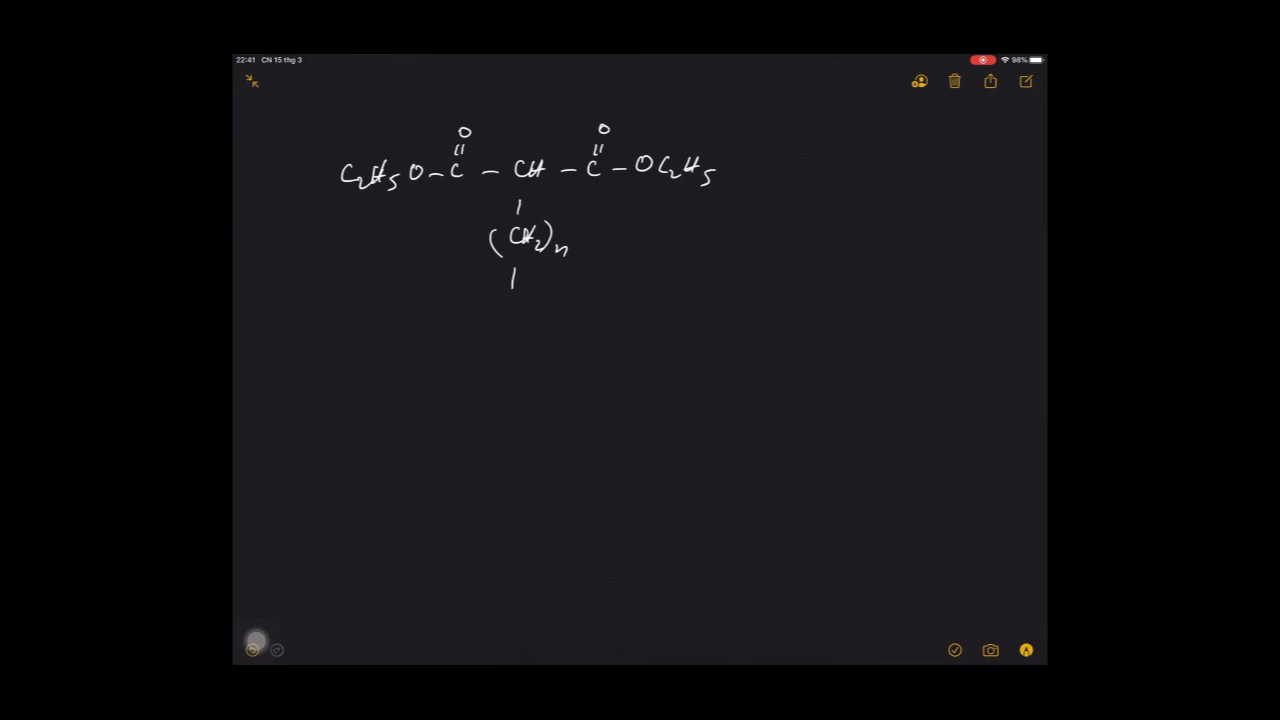 22:41 CN 15 thg 3 98%
O O
|| ||
C₂H₅O – C – CH – C – OC₂H₅
|
(CH₂)n
|